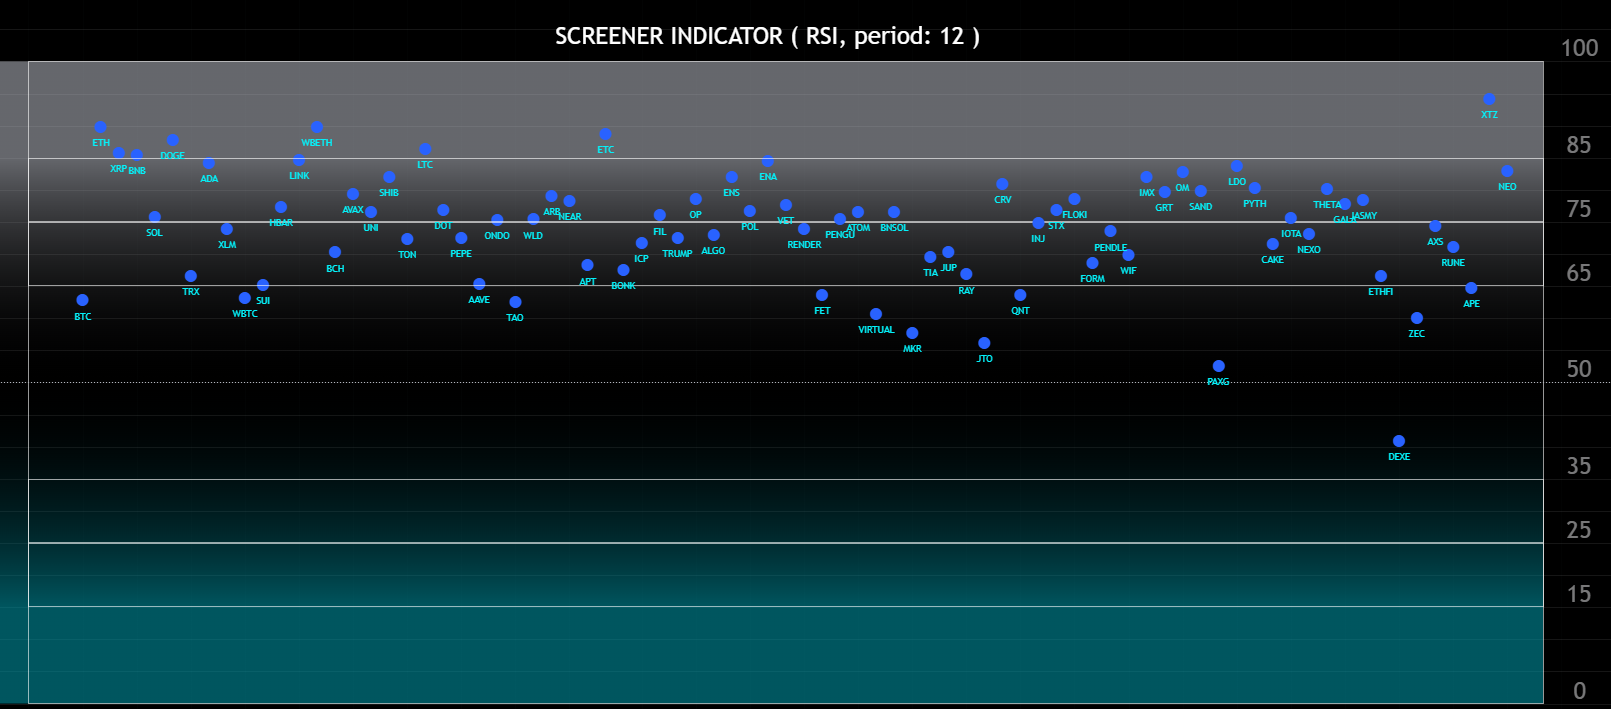 SCREENER INDICATOR ( RSI, period: 12 )
100
85
75
65
50
35
25
15
0
BTC
ETH
XRP
BNB
SOL
DOGE
TRX
ADA
XLM
WBTC
SUI
HBAR
LINK
WBETH
BCH
AVAX
UNI
SHIB
TON
LTC
DOT
PEPE
AAVE
ONDO
TAO
WLD
ARB
NEAR
APT
ETC
BONK
ICP
FIL
TRUMP
OP
ALGO
ENS
POL
ENA
VET
RENDER
FET
PENGU
ATOM
VIRTUAL
BNSOL
MKR
TIA
JUP
RAY
JTO
CRV
QNT
INJ
STX
FLOKI
FORM
PENDLE
WIF
IMX
GRT
OM
SAND
PAXG
LDO
PYTH
CAKE
IOTA
NEXO
THETA
GALA
JASMY
ETHFI
DEXE
ZEC
AXS
RUNE
APE
XTZ
NEO